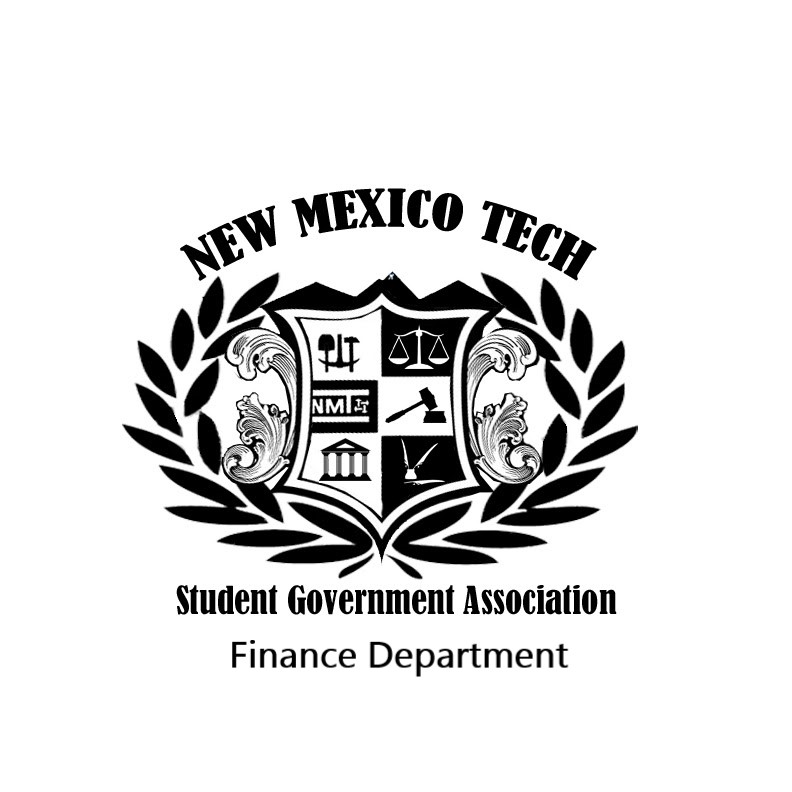 NEW MEXICO TECH
NMT
Student Government Association
Finance Department